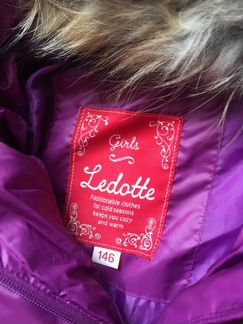 Girls
Ledotte
Fashionable clothes
for cold seasons
keeps you cozy
and warm
146